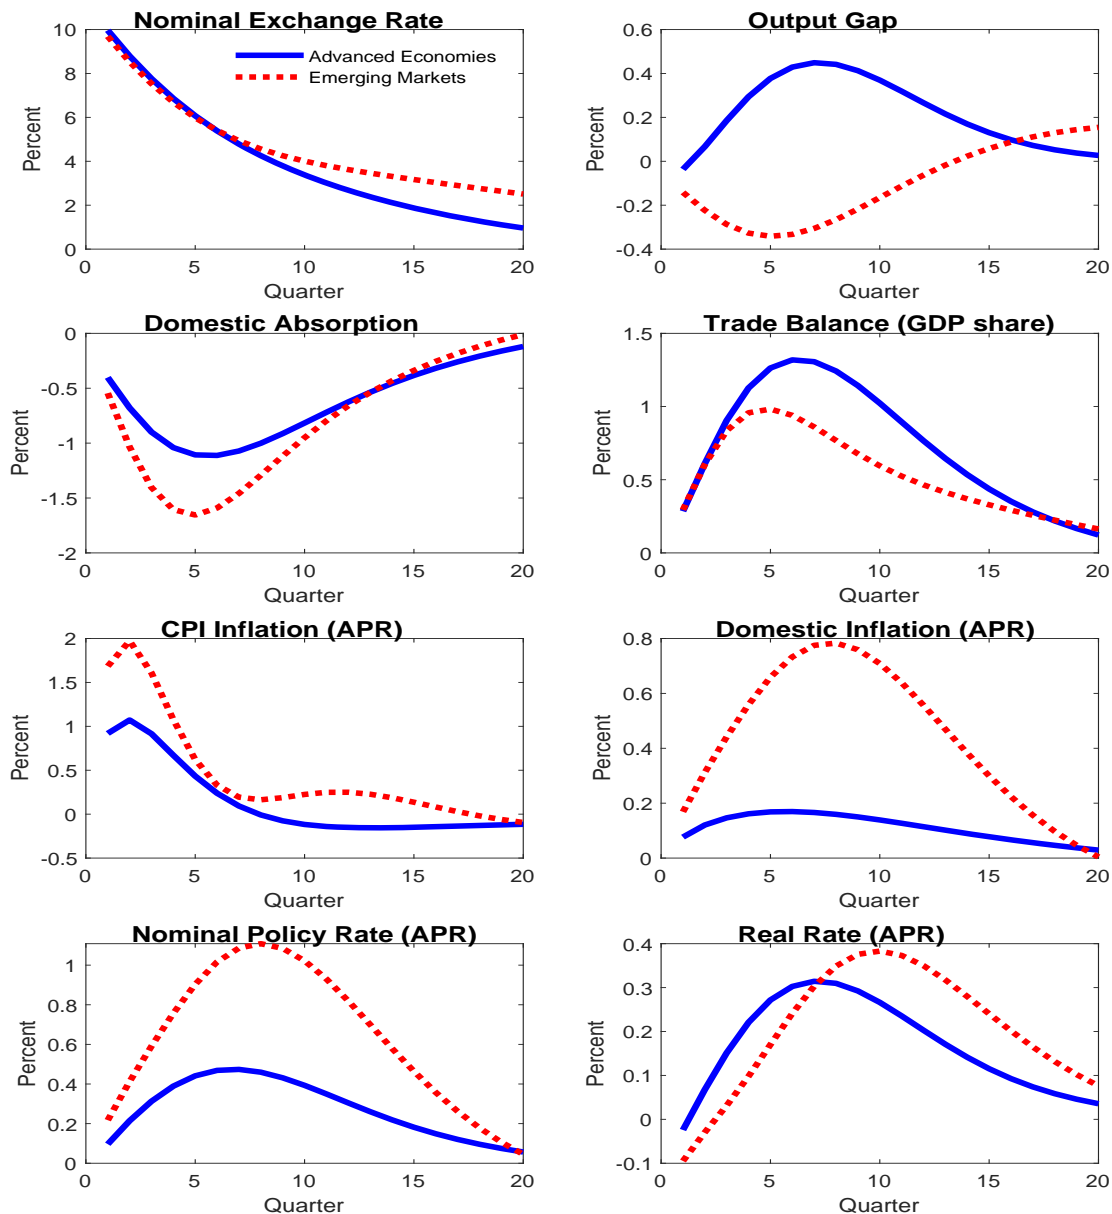 Nominal Exchange Rate
10
8
6
4
2
0
Percent
Advanced Economies
Emerging Markets
0 5 10 15 20
Quarter
Output Gap
0.6
0.4
0.2
0
-0.2
-0.4
Percent
0 5 10 15 20
Quarter
Domestic Absorption
0
-0.5
-1
-1.5
-2
Percent
0 5 10 15 20
Quarter
Trade Balance (GDP share)
1.5
1
0.5
0
Percent
0 5 10 15 20
Quarter
CPI Inflation (APR)
2
1.5
1
0.5
0
-0.5
Percent
0 5 10 15 20
Quarter
Domestic Inflation (APR)
0.8
0.6
0.4
0.2
0
Percent
0 5 10 15 20
Quarter
Nominal Policy Rate (APR)
1
0.8
0.6
0.4
0.2
0
Percent
0 5 10 15 20
Quarter
Real Rate (APR)
0.4
0.3
0.2
0.1
0
-0.1
Percent
0 5 10 15 20
Quarter